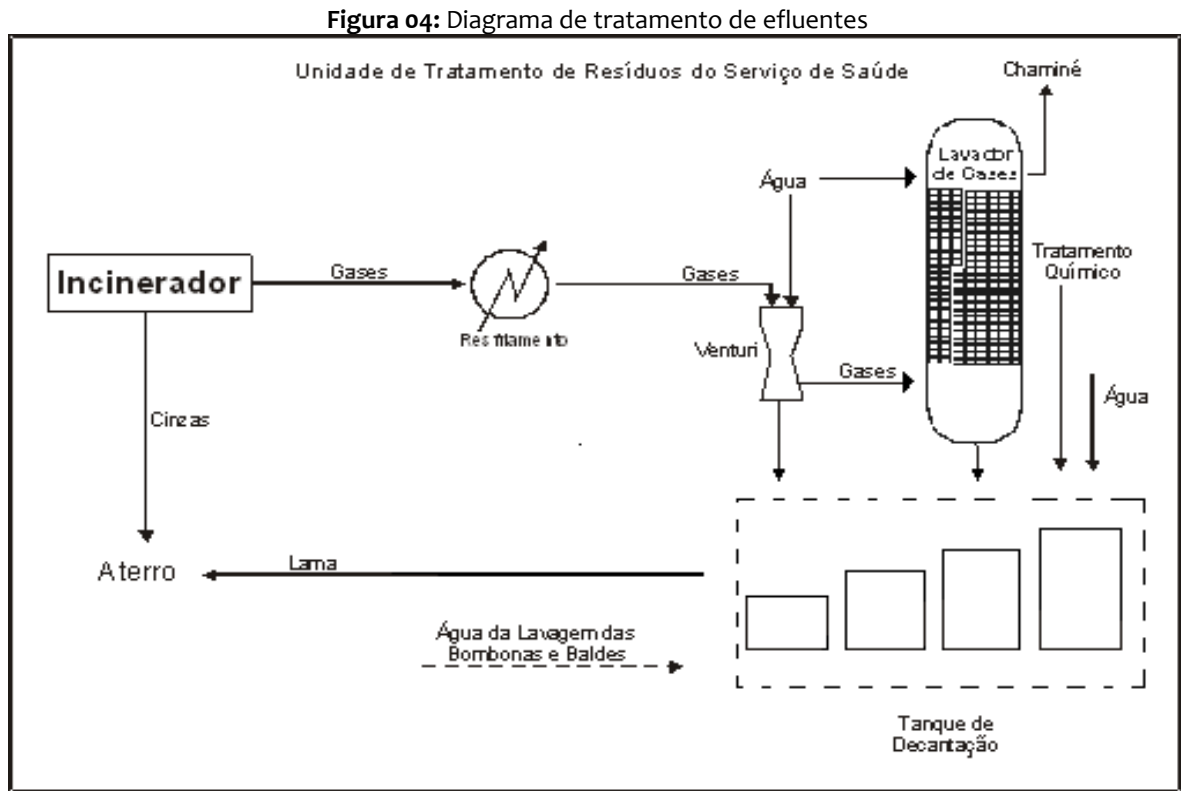 Figura 04: Diagrama de tratamento de efluentes
Unidade de Tratamento de Resíduos do Serviço de Saúde
Chaminé
Lavador
de Gases
Água
Incinerador
Gases
Gases
Tratamento
Químico
Resfriamento
Venturi
Gases
Água
Cinzas
Aterro
Lama
Água da Lavagem das
Bombonas e Baldes
Tanque de
Decantação